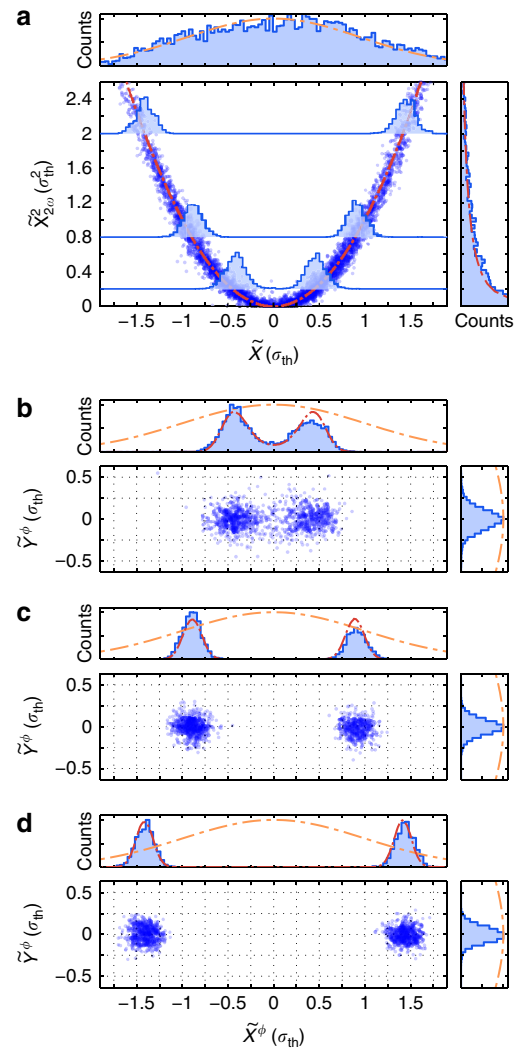 a
Counts
2.4
2
1.6
1.2
0.8
0.4
0
X̃²₂ω (σ²th)
−1.5 −1 −0.5 0 0.5 1 1.5
Counts
X̃ (σth)
b
Counts
0.5
0
−0.5
Ỹᵠ (σth)
c
Counts
0.5
0
−0.5
Ỹᵠ (σth)
d
Counts
0.5
0
−0.5
Ỹᵠ (σth)
−1.5 −1 −0.5 0 0.5 1 1.5
X̃ᵠ (σth)